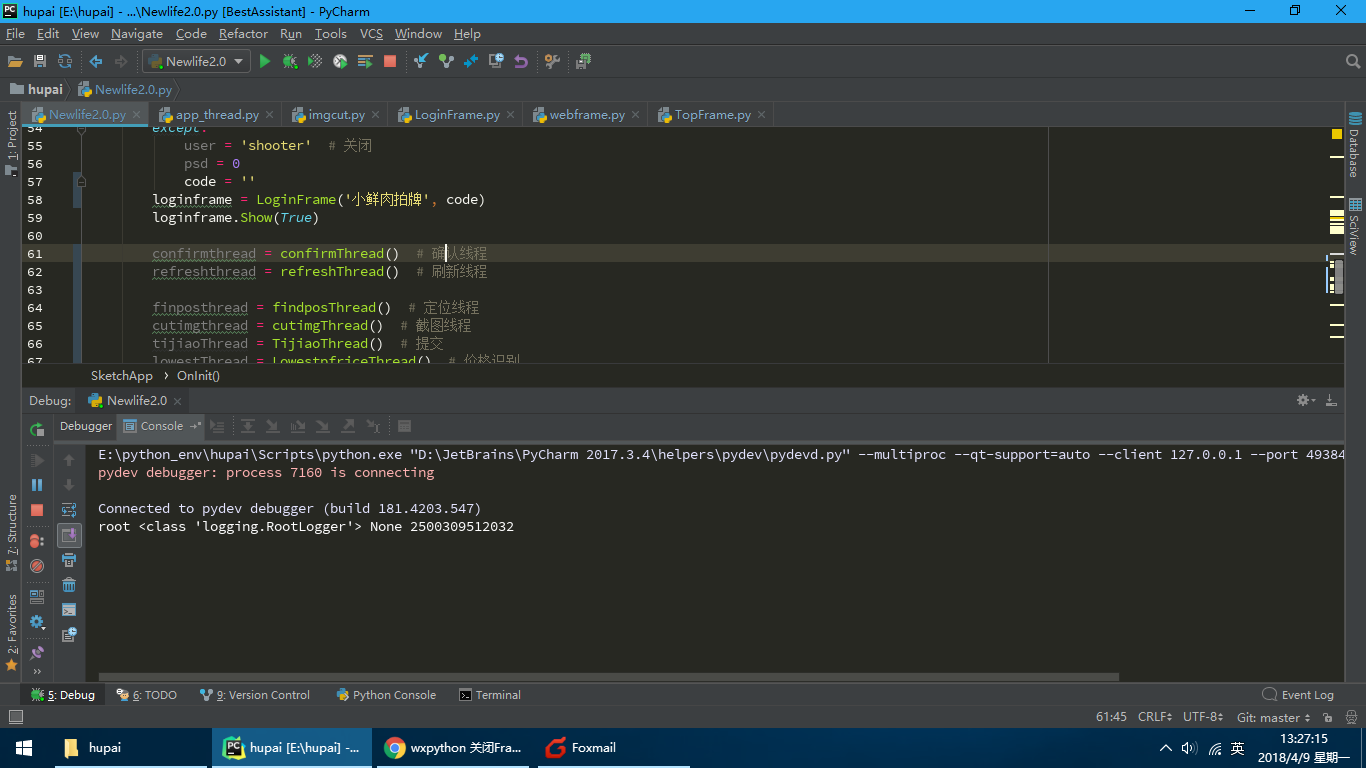 hupai [E:\hupai] - ...\Newlife2.0.py [BestAssistant] - PyCharm
File Edit View Navigate Code Refactor Run Tools VCS Window Help
Newlife2.0
hupai Newlife2.0.py
Newlife2.0.py app_thread.py imgcut.py LoginFrame.py webframe.py TopFrame.py
1: Project
7: Structure
2: Favorites
Database
SciView
54 except:
55 user = 'shooter' # 关闭
56 psd = 0
57 code = ''
58 loginframe = LoginFrame('小鲜肉拍牌', code)
59 loginframe.Show(True)
60
61 confirmthread = confirmThread() # 确认线程
62 refreshthread = refreshThread() # 刷新线程
63
64 finposthread = findposThread() # 定位线程
65 cutimgthread = cutimgThread() # 截图线程
66 tijiaoThread = TijiaoThread() # 提交
67 lowestThread = LowestpfriceThread() # 价格识别
SketchApp › OnInit()
Debug: Newlife2.0
Debugger Console
E:\python_env\hupai\Scripts\python.exe "D:\JetBrains\PyCharm 2017.3.4\helpers\pydev\pydevd.py" --multiproc --qt-support=auto --client 127.0.0.1 --port 49384
pydev debugger: process 7160 is connecting
Connected to pydev debugger (build 181.4203.547)
root <class 'logging.RootLogger'> None 2500309512032
5: Debug 6: TODO 9: Version Control Python Console Terminal Event Log
61:45 CRLF UTF-8 Git: master
hupai hupai [E:\hupai] -... wxpython 关闭Fra... Foxmail
英
13:27:15
2018/4/9 星期一